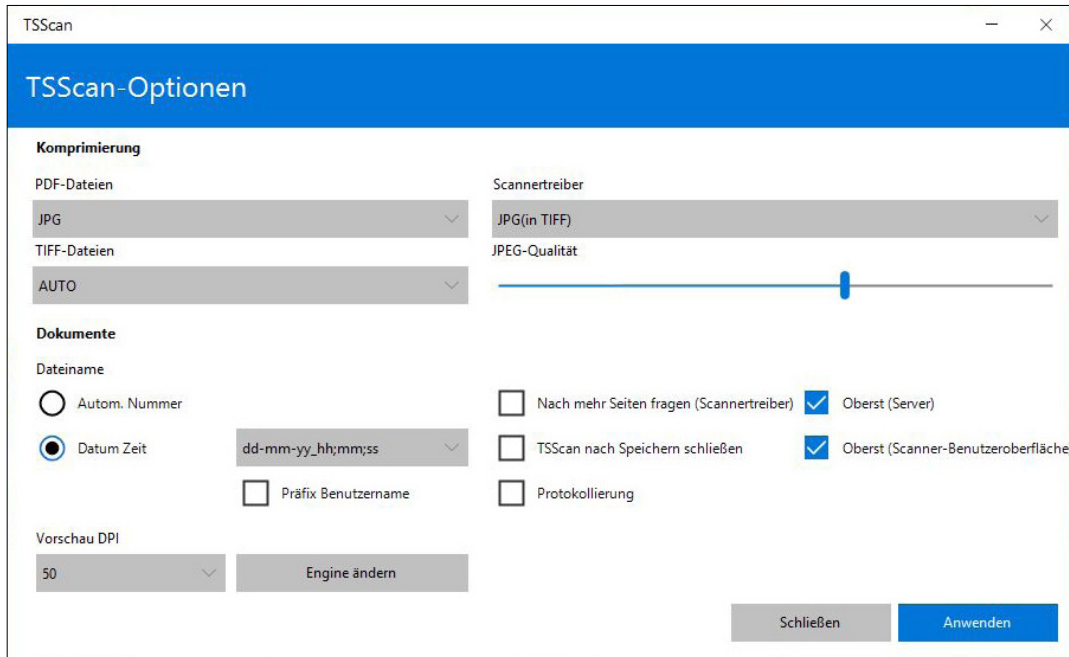 TSScan
TSScan-Optionen
Komprimierung
PDF-Dateien
Scannertreiber
JPG
JPG(in TIFF)
TIFF-Dateien
JPEG-Qualität
AUTO
Dokumente
Dateiname
Autom. Nummer
Nach mehr Seiten fragen (Scannertreiber)
Oberst (Server)
Datum Zeit
dd-mm-yy_hh;mm;ss
TSScan nach Speichern schließen
Oberst (Scanner-Benutzeroberfläche
Präfix Benutzername
Protokollierung
Vorschau DPI
50
Engine ändern
Schließen
Anwenden